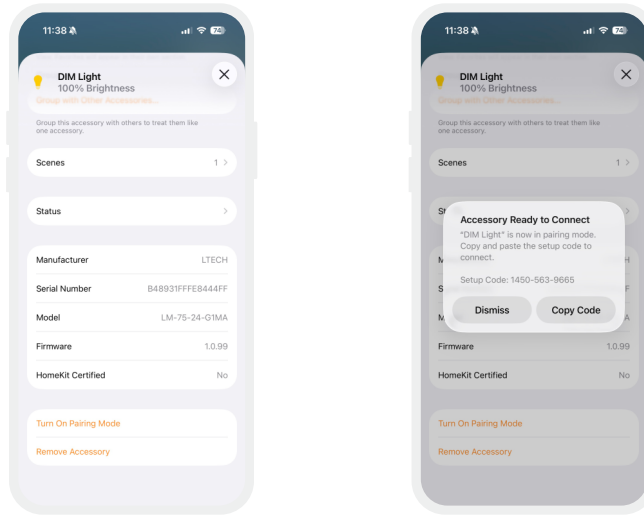 11:38
74
DIM Light
100% Brightness
Group with Other Accessories...
Group this accessory with others to treat them like
one accessory.
Scenes
1
Status
Manufacturer
LTECH
Serial Number
B48931FFFE8444FF
Model
LM-75-24-G1MA
Firmware
1.0.99
HomeKit Certified
No
Turn On Pairing Mode
Remove Accessory
11:38
74
DIM Light
100% Brightness
Group with Other Accessories...
Group this accessory with others to treat them like
one accessory.
Scenes
1
Accessory Ready to Connect
"DIM Light" is now in pairing mode.
Copy and paste the setup code to
connect.
Setup Code: 1450-563-9665
Dismiss
Copy Code
Firmware
1.0.99
HomeKit Certified
No
Turn On Pairing Mode
Remove Accessory